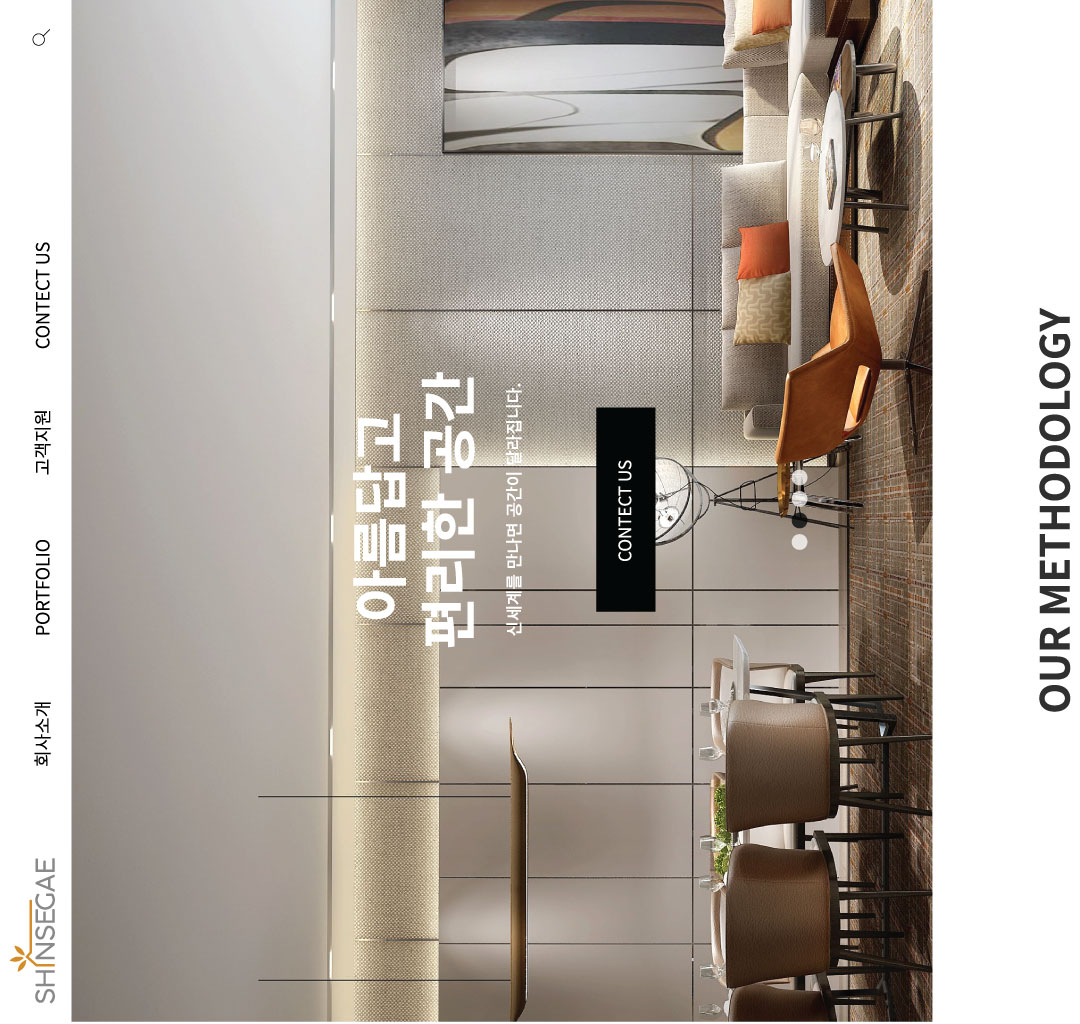 SHINSEGAE
회사소개
PORTFOLIO
고객지원
CONTECT US
아름답고
편리한 공간
신세계를 만나면 공간이 달라집니다.
CONTECT US
OUR METHODOLOGY